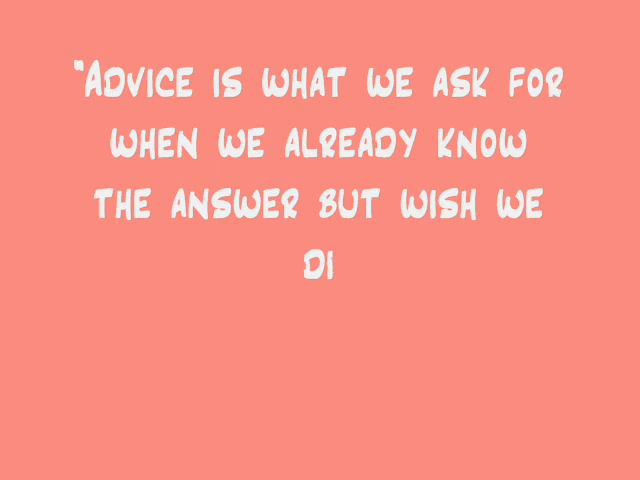 "Advice is what we ask for
when we already know
the answer but wish we
di